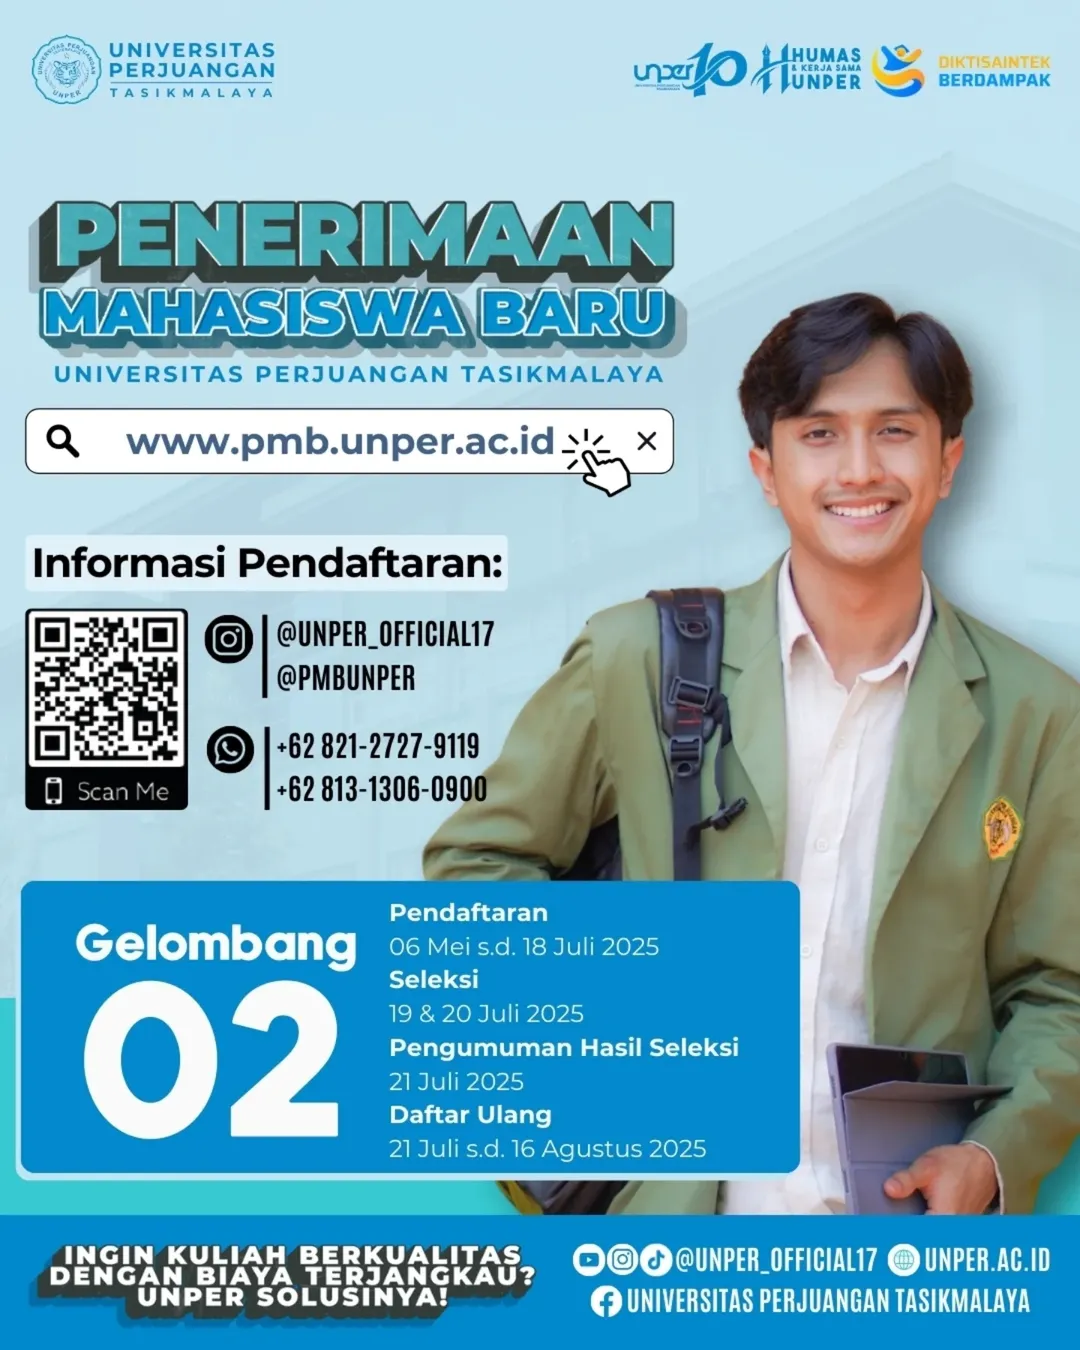 UNIVERSITAS
PERJUANGAN
TASIKMALAYA
unper 10
HUMAS
& KERJA SAMA
UNPER
DIKTISAINTEK
BERDAMPAK
PENERIMAAN
MAHASISWA BARU
UNIVERSITAS PERJUANGAN TASIKMALAYA
www.pmb.unper.ac.id
Informasi Pendaftaran:
@UNPER_OFFICIAL17
@PMBUNPER
+62 821-2727-9119
+62 813-1306-0900
Scan Me
Gelombang
02
Pendaftaran
06 Mei s.d. 18 Juli 2025
Seleksi
19 & 20 Juli 2025
Pengumuman Hasil Seleksi
21 Juli 2025
Daftar Ulang
21 Juli s.d. 16 Agustus 2025
INGIN KULIAH BERKUALITAS
DENGAN BIAYA TERJANGKAU?
UNPER SOLUSINYA!
@UNPER_OFFICIAL17 UNPER.AC.ID
UNIVERSITAS PERJUANGAN TASIKMALAYA